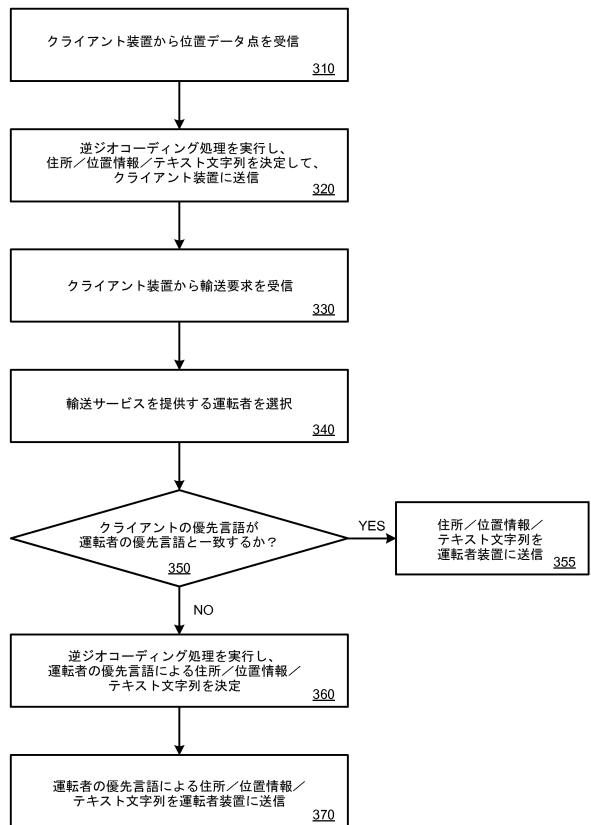 クライアント装置から位置データ点を受信
310
逆ジオコーディング処理を実行し、
住所／位置情報／テキスト文字列を決定して、
クライアント装置に送信
320
クライアント装置から輸送要求を受信
330
輸送サービスを提供する運転者を選択
340
クライアントの優先言語が
運転者の優先言語と一致するか？
350
YES
住所／位置情報／
テキスト文字列を
運転者装置に送信
355
NO
逆ジオコーディング処理を実行し、
運転者の優先言語による住所／位置情報／
テキスト文字列を決定
360
運転者の優先言語による住所／位置情報／
テキスト文字列を運転者装置に送信
370